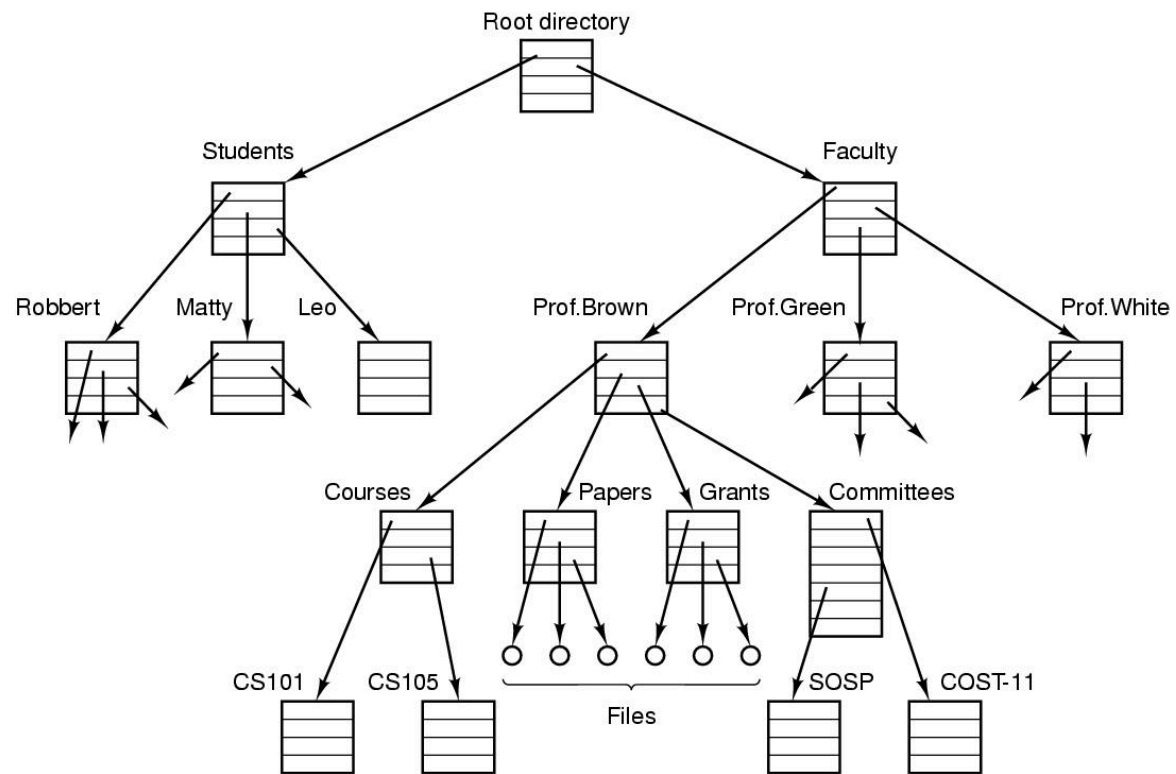 Root directory
Students
Faculty
Robbert
Matty
Leo
Prof.Brown
Prof.Green
Prof.White
Courses
Papers
Grants
Committees
CS101
CS105
SOSP
COST-11
Files